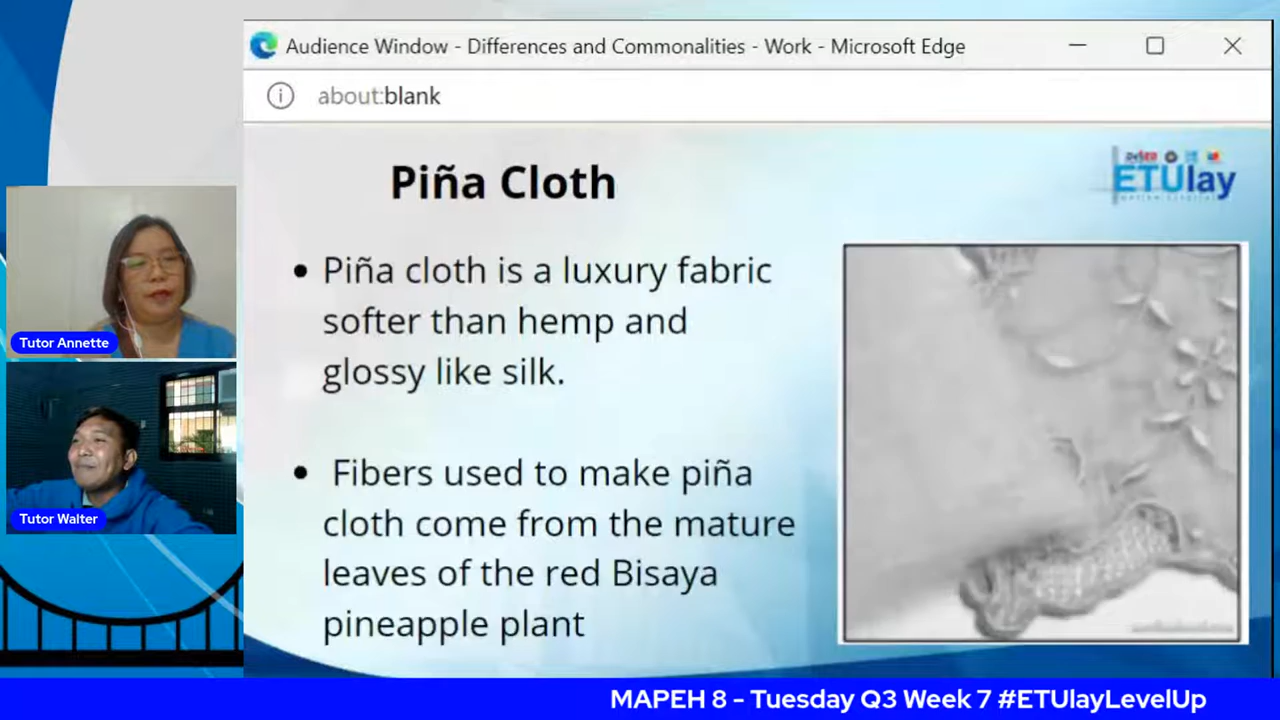 Audience Window - Differences and Commonalities - Work - Microsoft Edge
about:blank
Piña Cloth
ETUlay
• Piña cloth is a luxury fabric
softer than hemp and
glossy like silk.
• Fibers used to make piña
cloth come from the mature
leaves of the red Bisaya
pineapple plant
Tutor Annette
Tutor Walter
MAPEH 8 - Tuesday Q3 Week 7 #ETUlayLevelUp